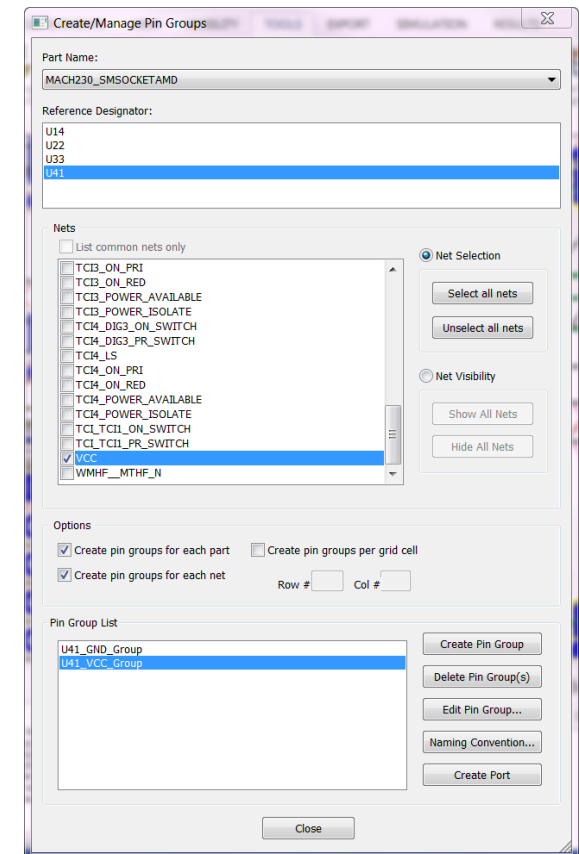 Create/Manage Pin Groups
TOOLS EXPORT SIMULATION
Part Name:
MACH230_SMSOCKETAMD
Reference Designator:
U14
U22
U33
U41
Nets
List common nets only
TCI3_ON_PRI
TCI3_ON_RED
TCI3_POWER_AVAILABLE
TCI3_POWER_ISOLATE
TCI4_DIG3_ON_SWITCH
TCI4_DIG3_PR_SWITCH
TCI4_LS
TCI4_ON_PRI
TCI4_ON_RED
TCI4_POWER_AVAILABLE
TCI4_POWER_ISOLATE
TCI_TCI1_ON_SWITCH
TCI_TCI1_PR_SWITCH
VCC
WMHF__MTHF_N
Net Selection
Select all nets
Unselect all nets
Net Visibility
Show All Nets
Hide All Nets
Options
Create pin groups for each part
Create pin groups per grid cell
Create pin groups for each net
Row # Col #
Pin Group List
U41_GND_Group
U41_VCC_Group
Create Pin Group
Delete Pin Group(s)
Edit Pin Group...
Naming Convention...
Create Port
Close